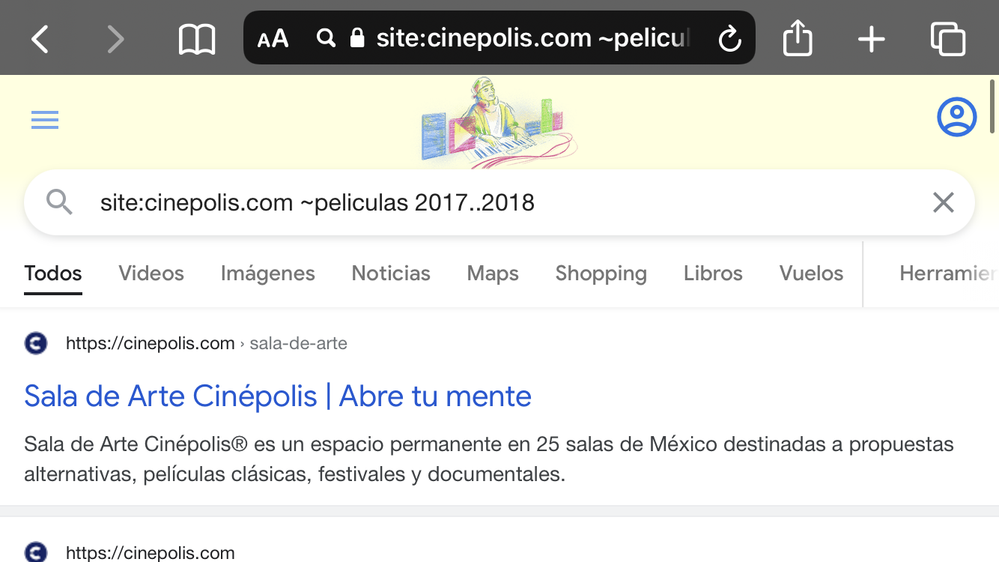 AA site:cinepolis.com ~pelicul
site:cinepolis.com ~peliculas 2017..2018
Todos Videos Imágenes Noticias Maps Shopping Libros Vuelos Herramier
https://cinepolis.com › sala-de-arte
Sala de Arte Cinépolis | Abre tu mente
Sala de Arte Cinépolis® es un espacio permanente en 25 salas de México destinadas a propuestas
alternativas, películas clásicas, festivales y documentales.
https://cinepolis.com